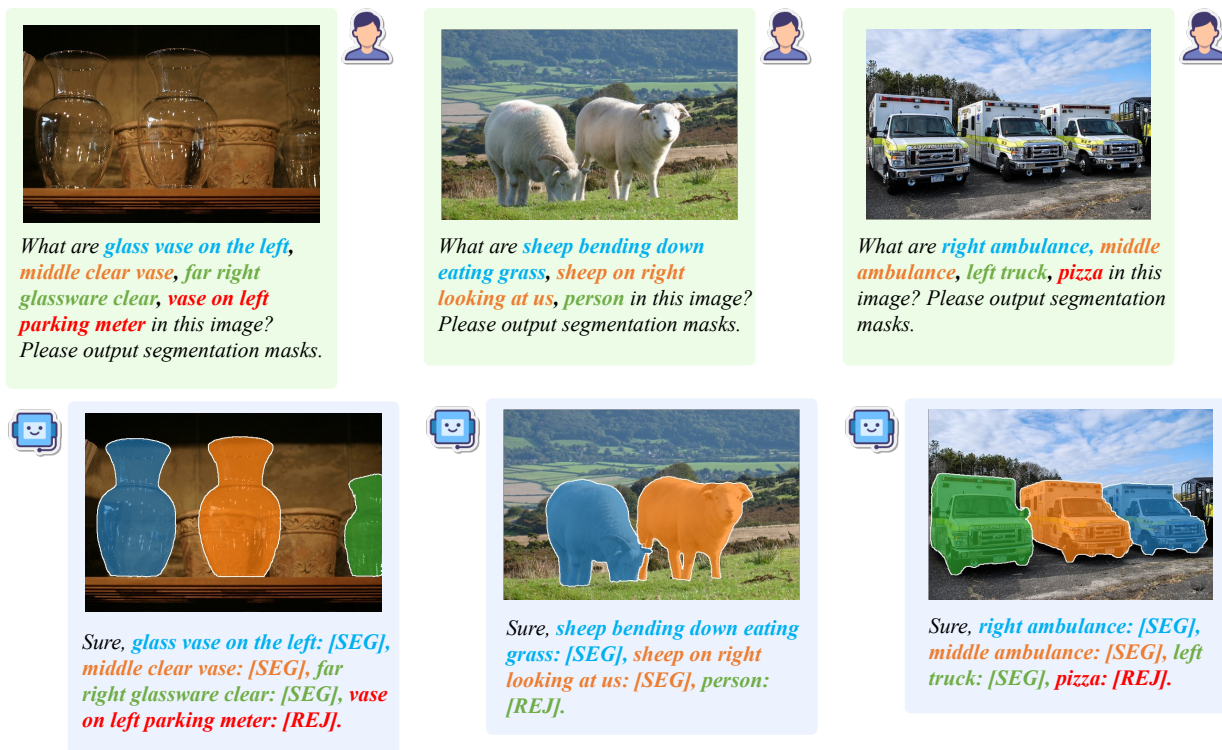 What are glass vase on the left,
middle clear vase, far right
glassware clear, vase on left
parking meter in this image?
Please output segmentation masks.
What are sheep bending down
eating grass, sheep on right
looking at us, person in this image?
Please output segmentation masks.
What are right ambulance, middle
ambulance, left truck, pizza in this
image? Please output segmentation
masks.
Sure, glass vase on the left: [SEG],
middle clear vase: [SEG], far
right glassware clear: [SEG], vase
on left parking meter: [REJ].
Sure, sheep bending down eating
grass: [SEG], sheep on right
looking at us: [SEG], person:
[REJ].
Sure, right ambulance: [SEG],
middle ambulance: [SEG], left
truck: [SEG], pizza: [REJ].